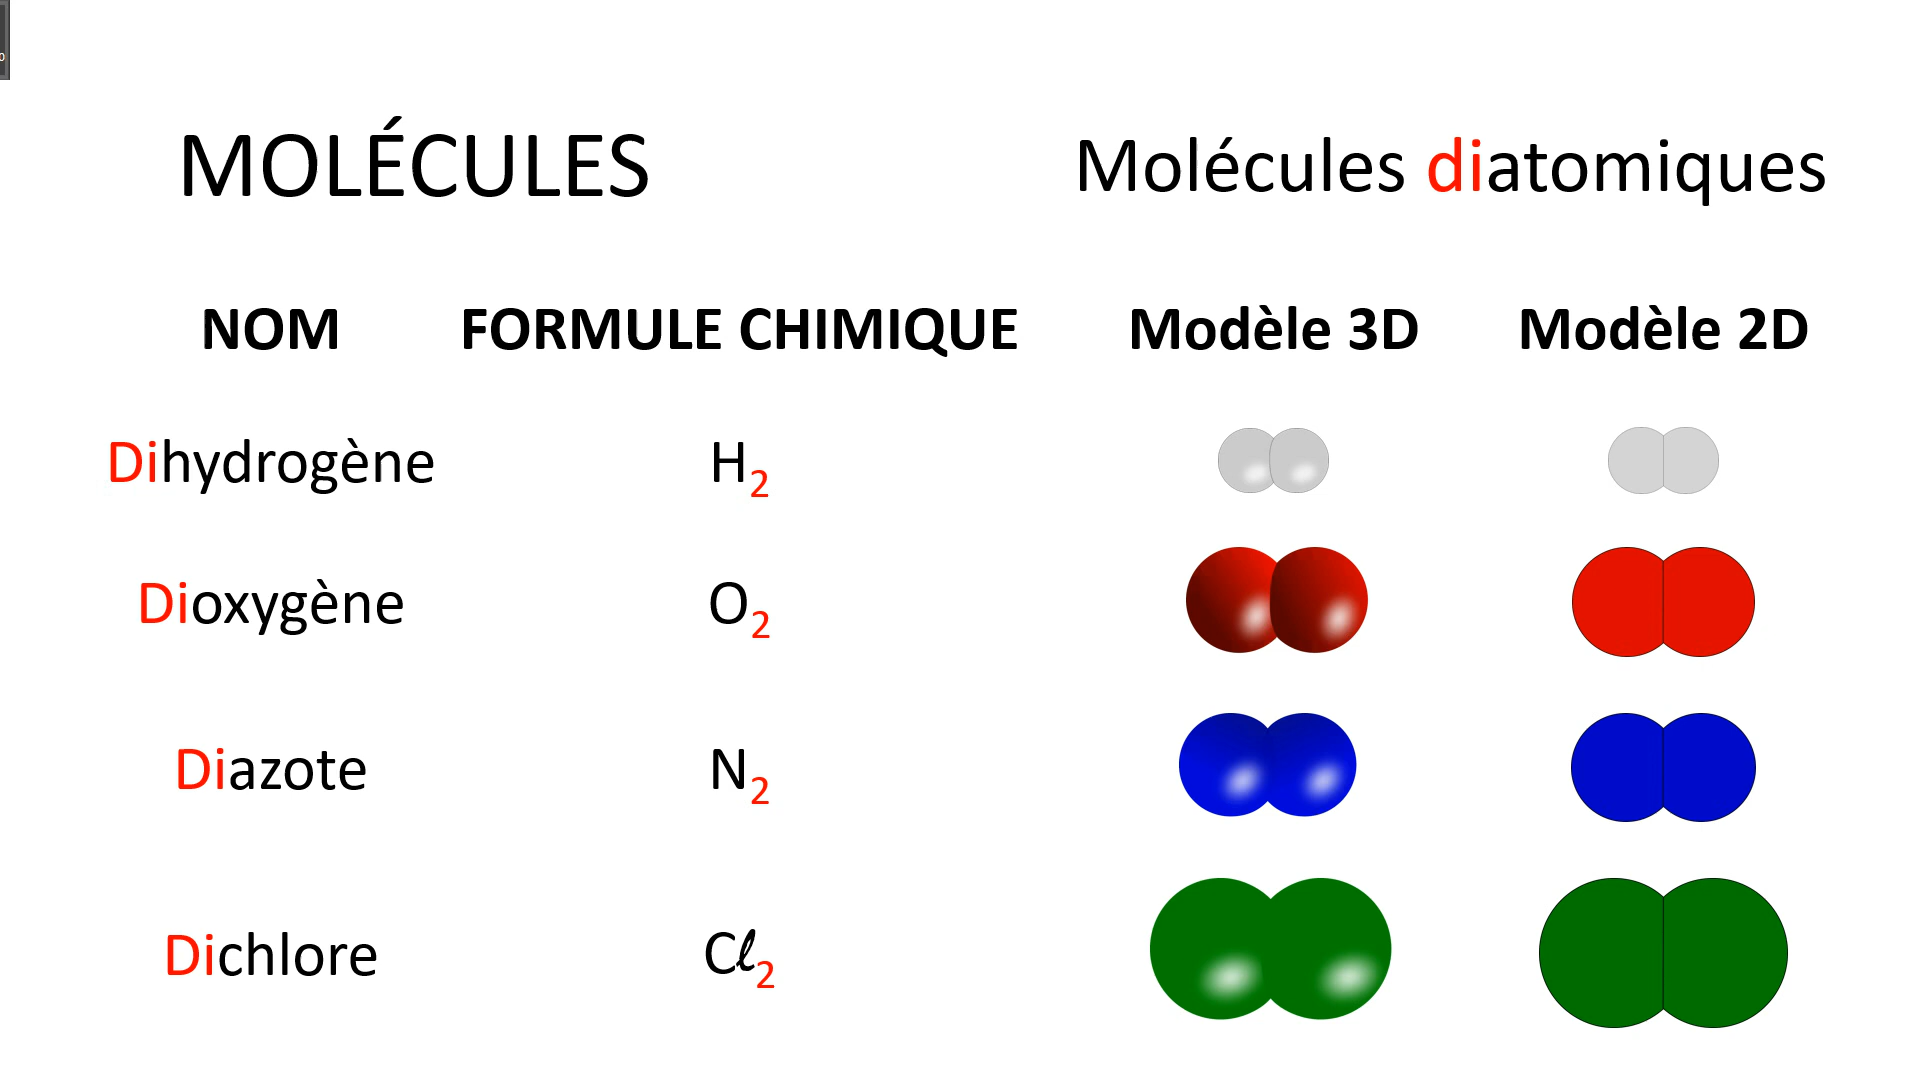 MOLÉCULES Molécules diatomiques
NOM FORMULE CHIMIQUE Modèle 3D Modèle 2D
Dihydrogène H₂
Dioxygène O₂
Diazote N₂
Dichlore Cℓ₂